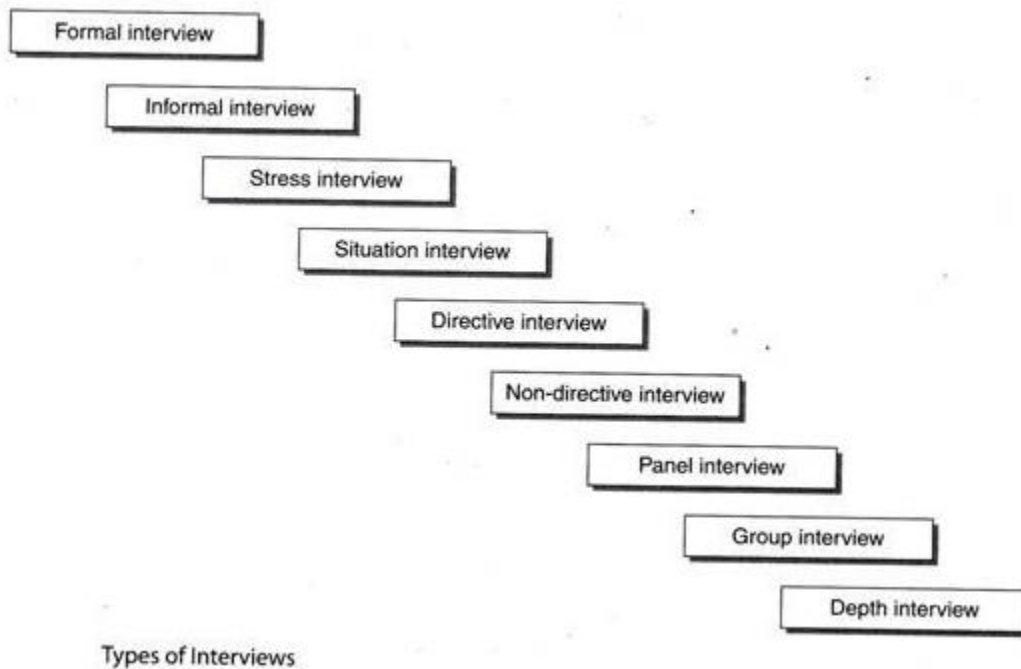 Formal interview
Informal interview
Stress interview
Situation interview
Directive interview
Non-directive interview
Panel interview
Group interview
Depth interview
Types of Interviews